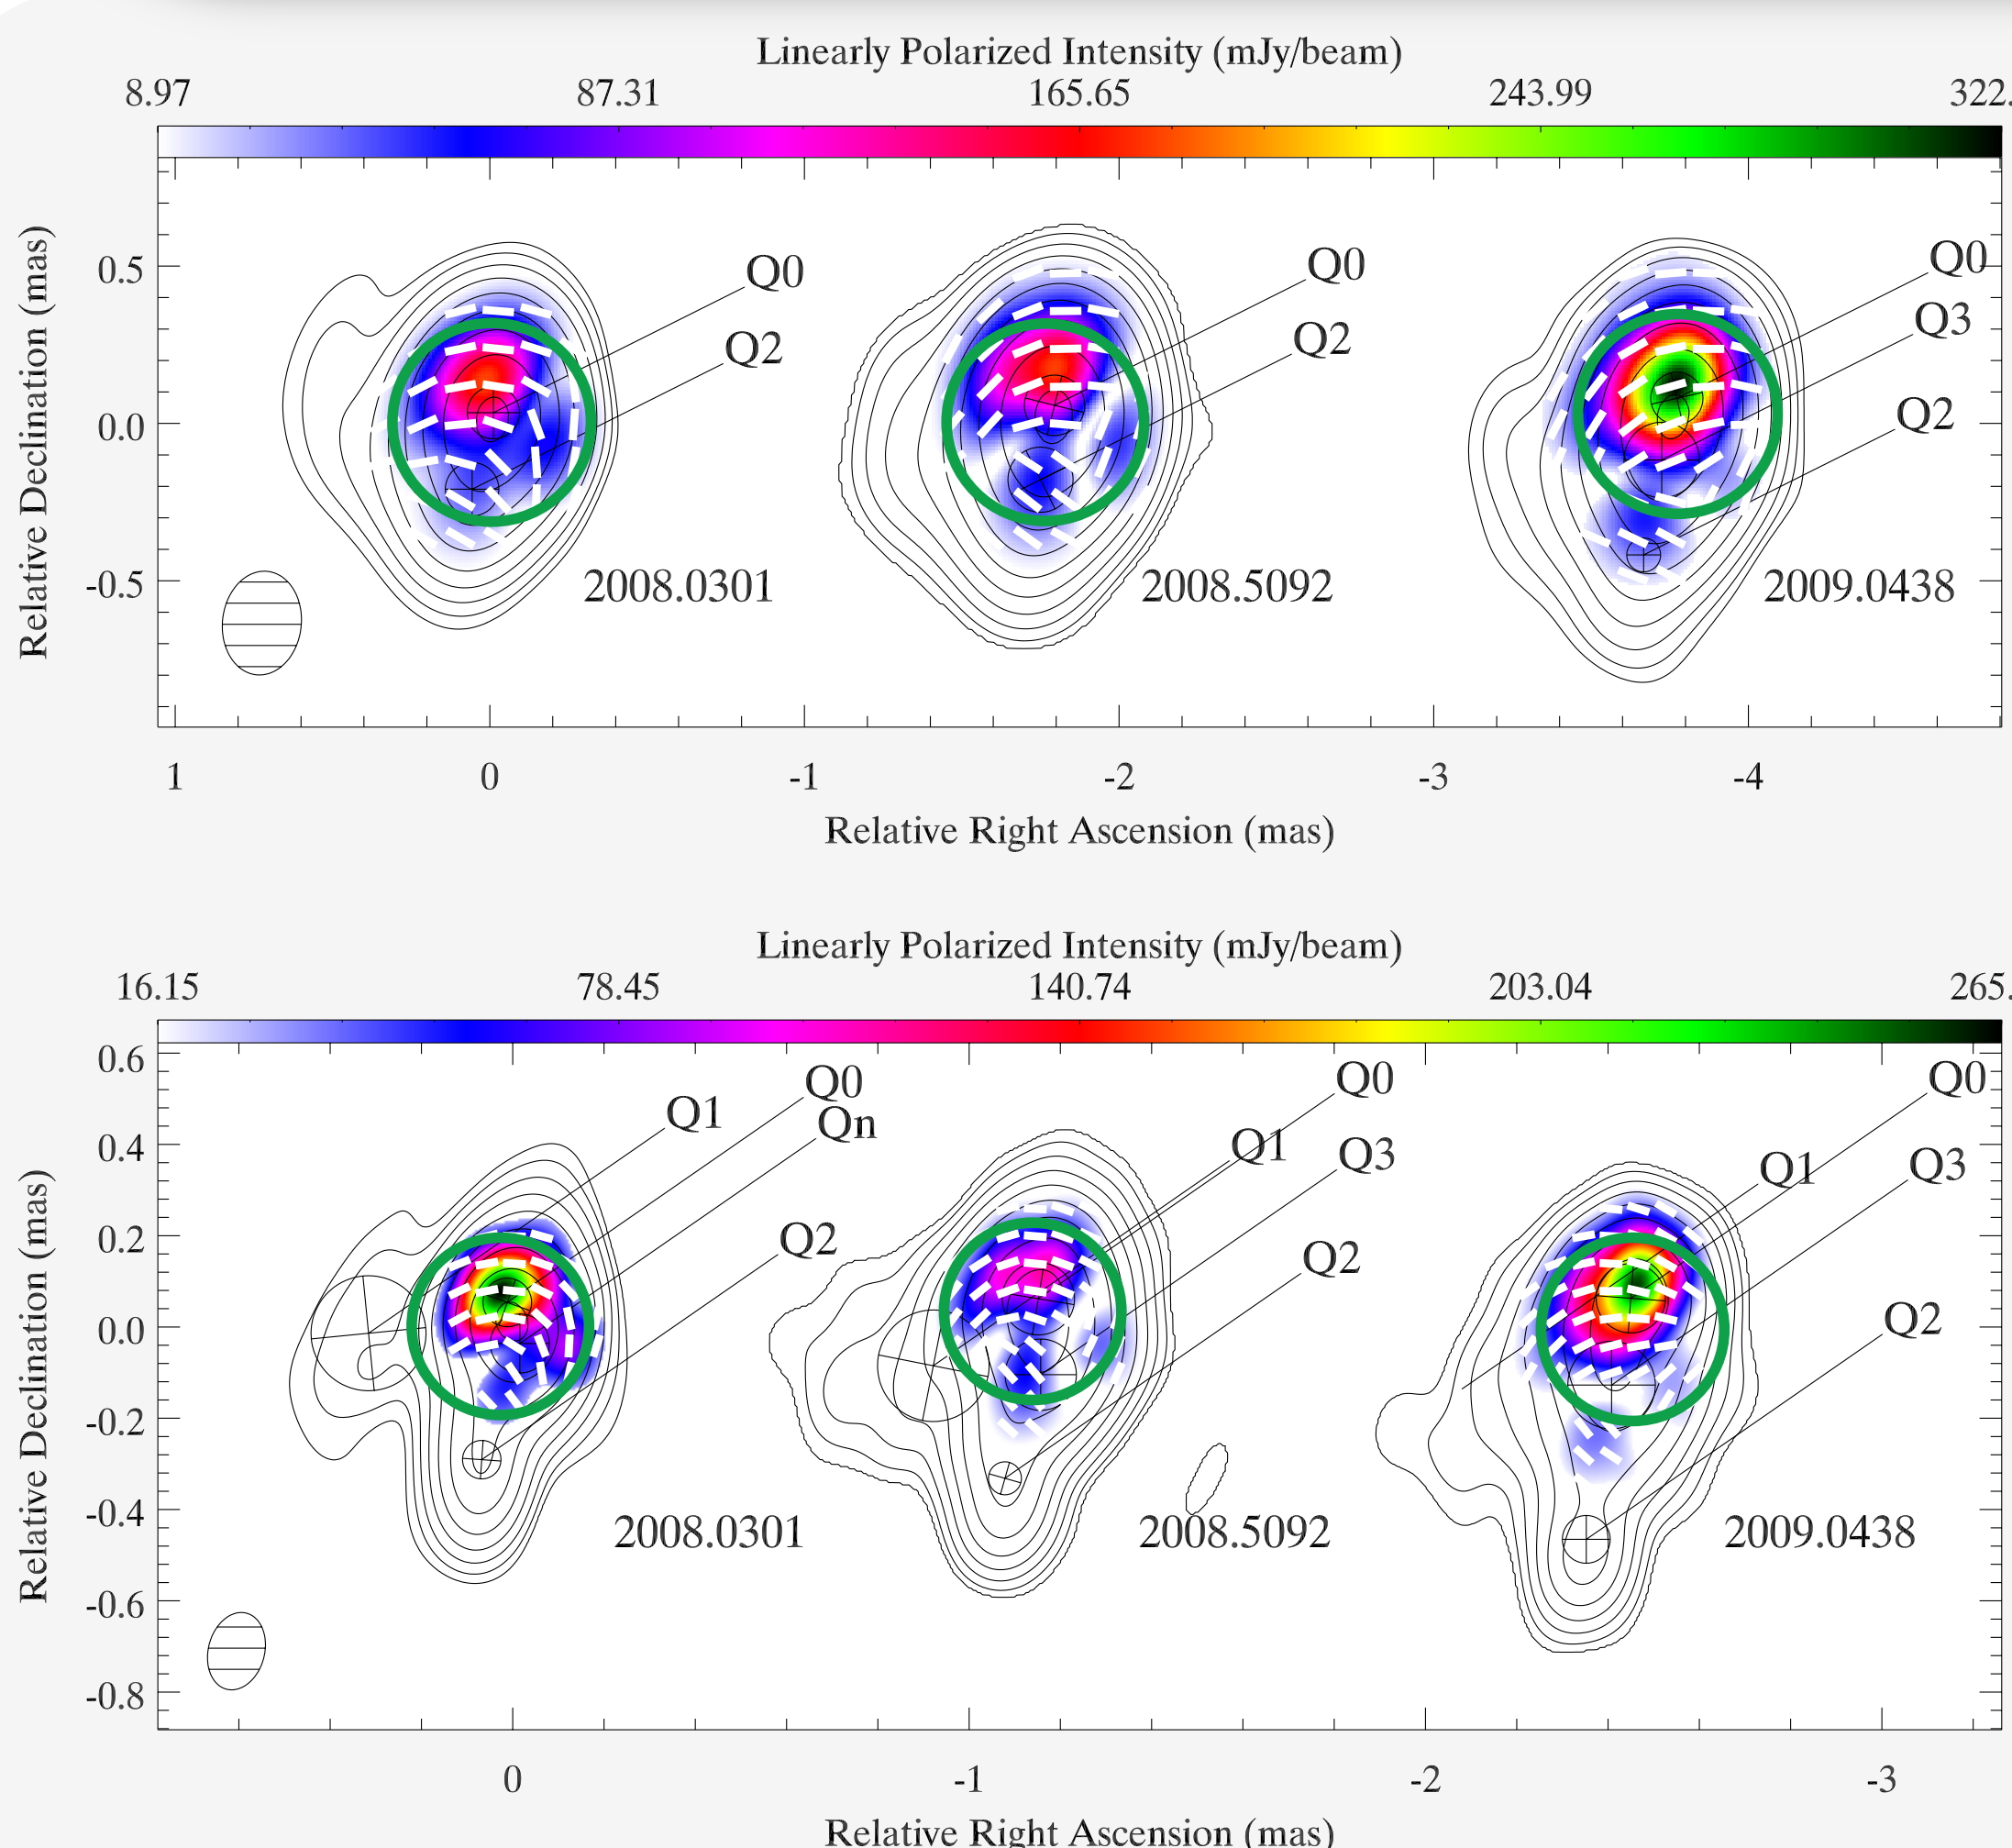 Linearly Polarized Intensity (mJy/beam)
8.97 87.31 165.65 243.99 322.
Relative Declination (mas)
0.5
0.0
-0.5
Q0
Q2
Q0
Q2
Q0
Q3
Q2
2008.0301 2008.5092 2009.0438
1 0 -1 -2 -3 -4
Relative Right Ascension (mas)
Linearly Polarized Intensity (mJy/beam)
16.15 78.45 140.74 203.04 265.
Relative Declination (mas)
0.6
0.4
0.2
0.0
-0.2
-0.4
-0.6
-0.8
Q1
Q0
Qn
Q2
Q0
Q1
Q3
Q2
Q0
Q1
Q3
Q2
2008.0301 2008.5092 2009.0438
0 -1 -2 -3
Relative Right Ascension (mas)